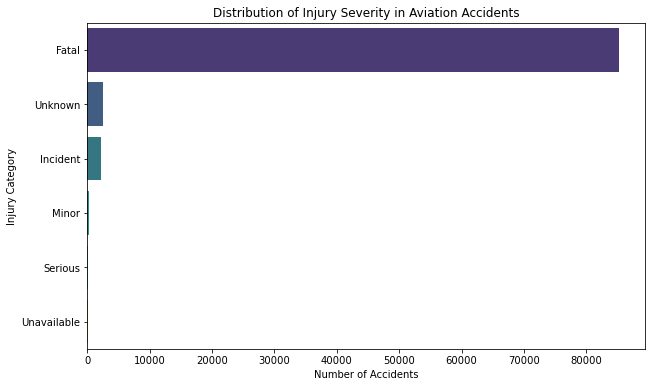 Distribution of Injury Severity in Aviation Accidents
Injury Category
Fatal
Unknown
Incident
Minor
Serious
Unavailable
0 10000 20000 30000 40000 50000 60000 70000 80000
Number of Accidents